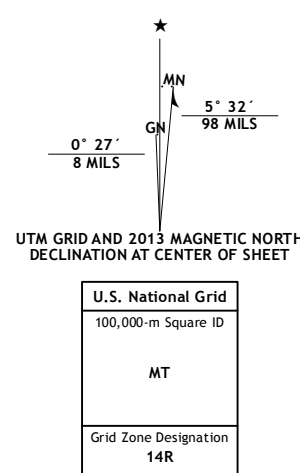 ★
MN
GN
5° 32´
98 MILS
0° 27´
8 MILS
UTM GRID AND 2013 MAGNETIC NORTH
DECLINATION AT CENTER OF SHEET
U.S. National Grid
100,000-m Square ID
MT
Grid Zone Designation
14R